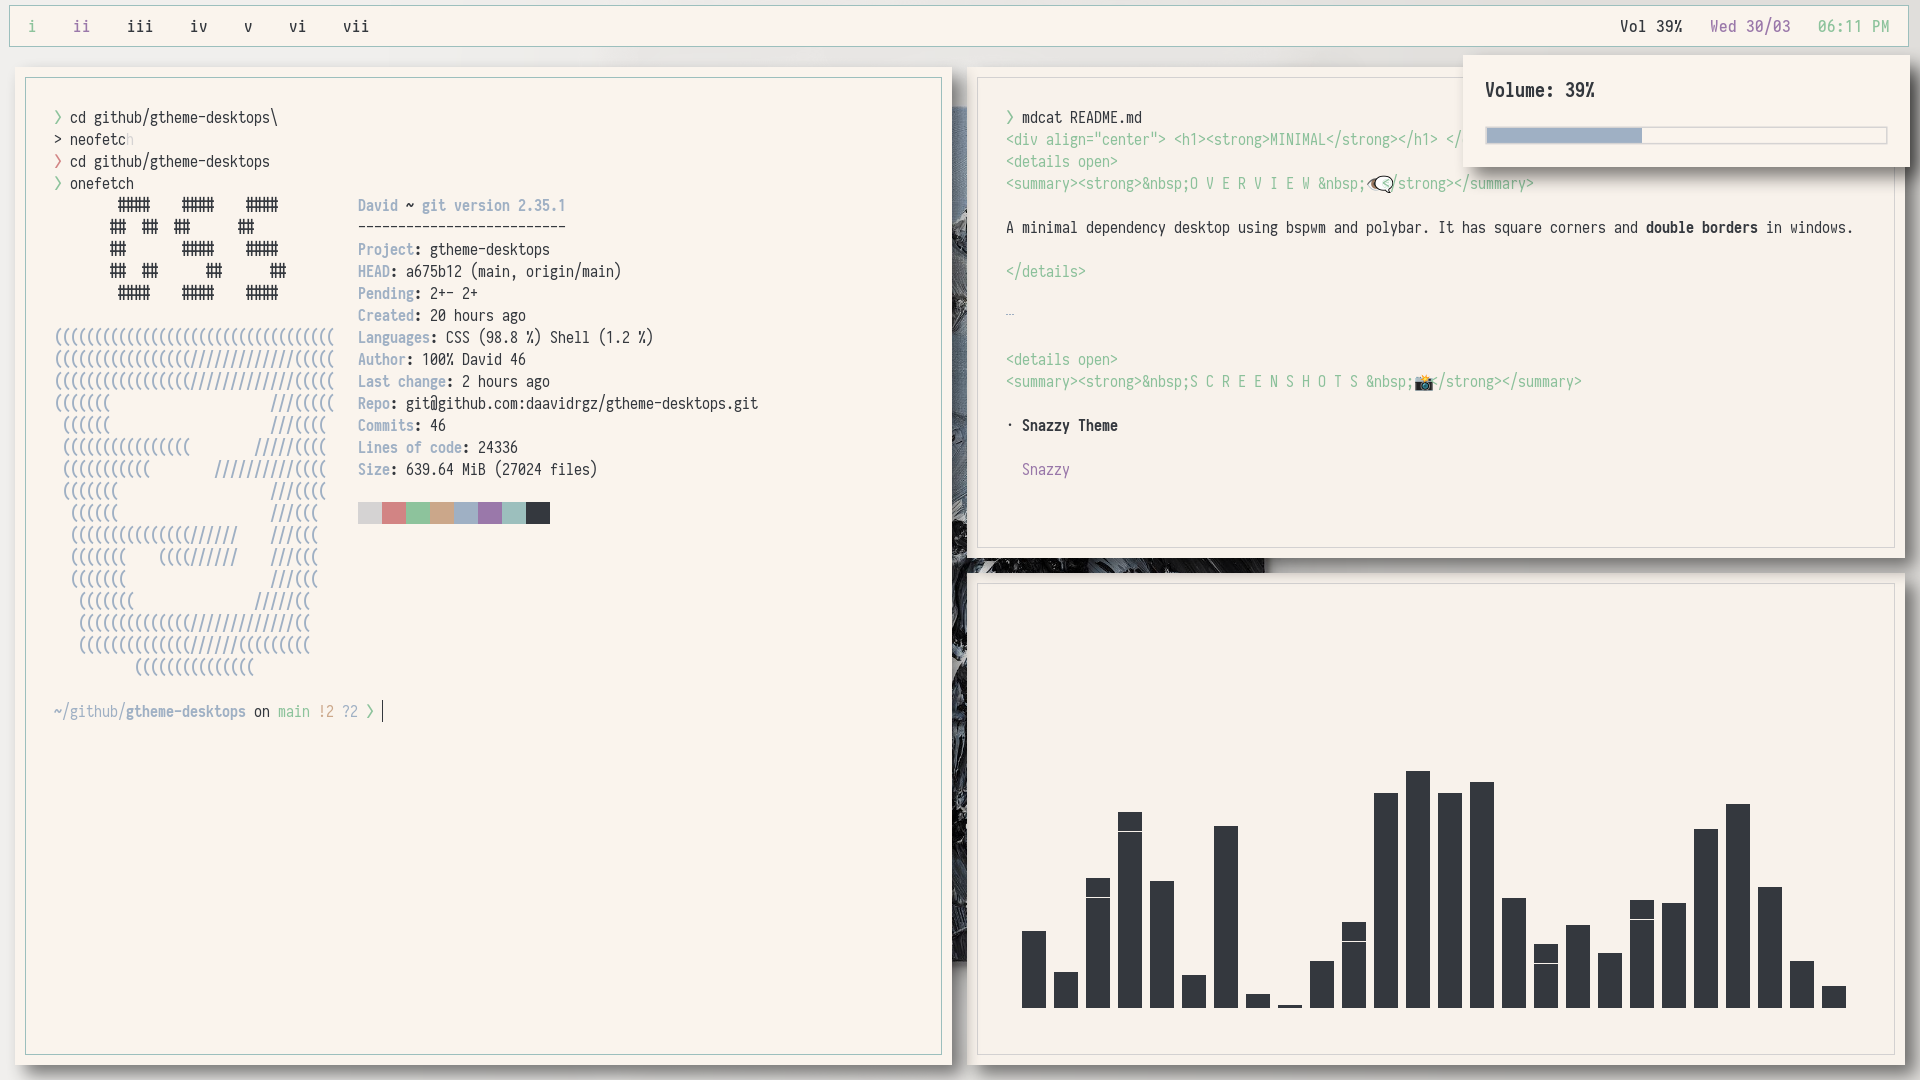 i ii iii iv v vi vii
Vol 39% Wed 30/03 06:11 PM
❯ cd github/gtheme-desktops\
> neofetch
❯ cd github/gtheme-desktops
❯ onefetch
David ~ git version 2.35.1
--------------------------
Project: gtheme-desktops
HEAD: a675b12 (main, origin/main)
Pending: 2+- 2+
Created: 20 hours ago
Languages: CSS (98.8 %) Shell (1.2 %)
Author: 100% David 46
Last change: 2 hours ago
Repo: git@github.com:daavidrgz/gtheme-desktops.git
Commits: 46
Lines of code: 24336
Size: 639.64 MiB (27024 files)
~/github/gtheme-desktops on main !2 ?2 ❯
Volume: 39%
❯ mdcat README.md
<div align="center"> <h1><strong>MINIMAL</strong></h1> </
<details open>
<summary><strong>&nbsp;O V E R V I E W &nbsp;👁️‍🗨️</strong></summary>
A minimal dependency desktop using bspwm and polybar. It has square corners and double borders in windows.
</details>
…
<details open>
<summary><strong>&nbsp;S C R E E N S H O T S &nbsp;📸</strong></summary>
· Snazzy Theme
Snazzy